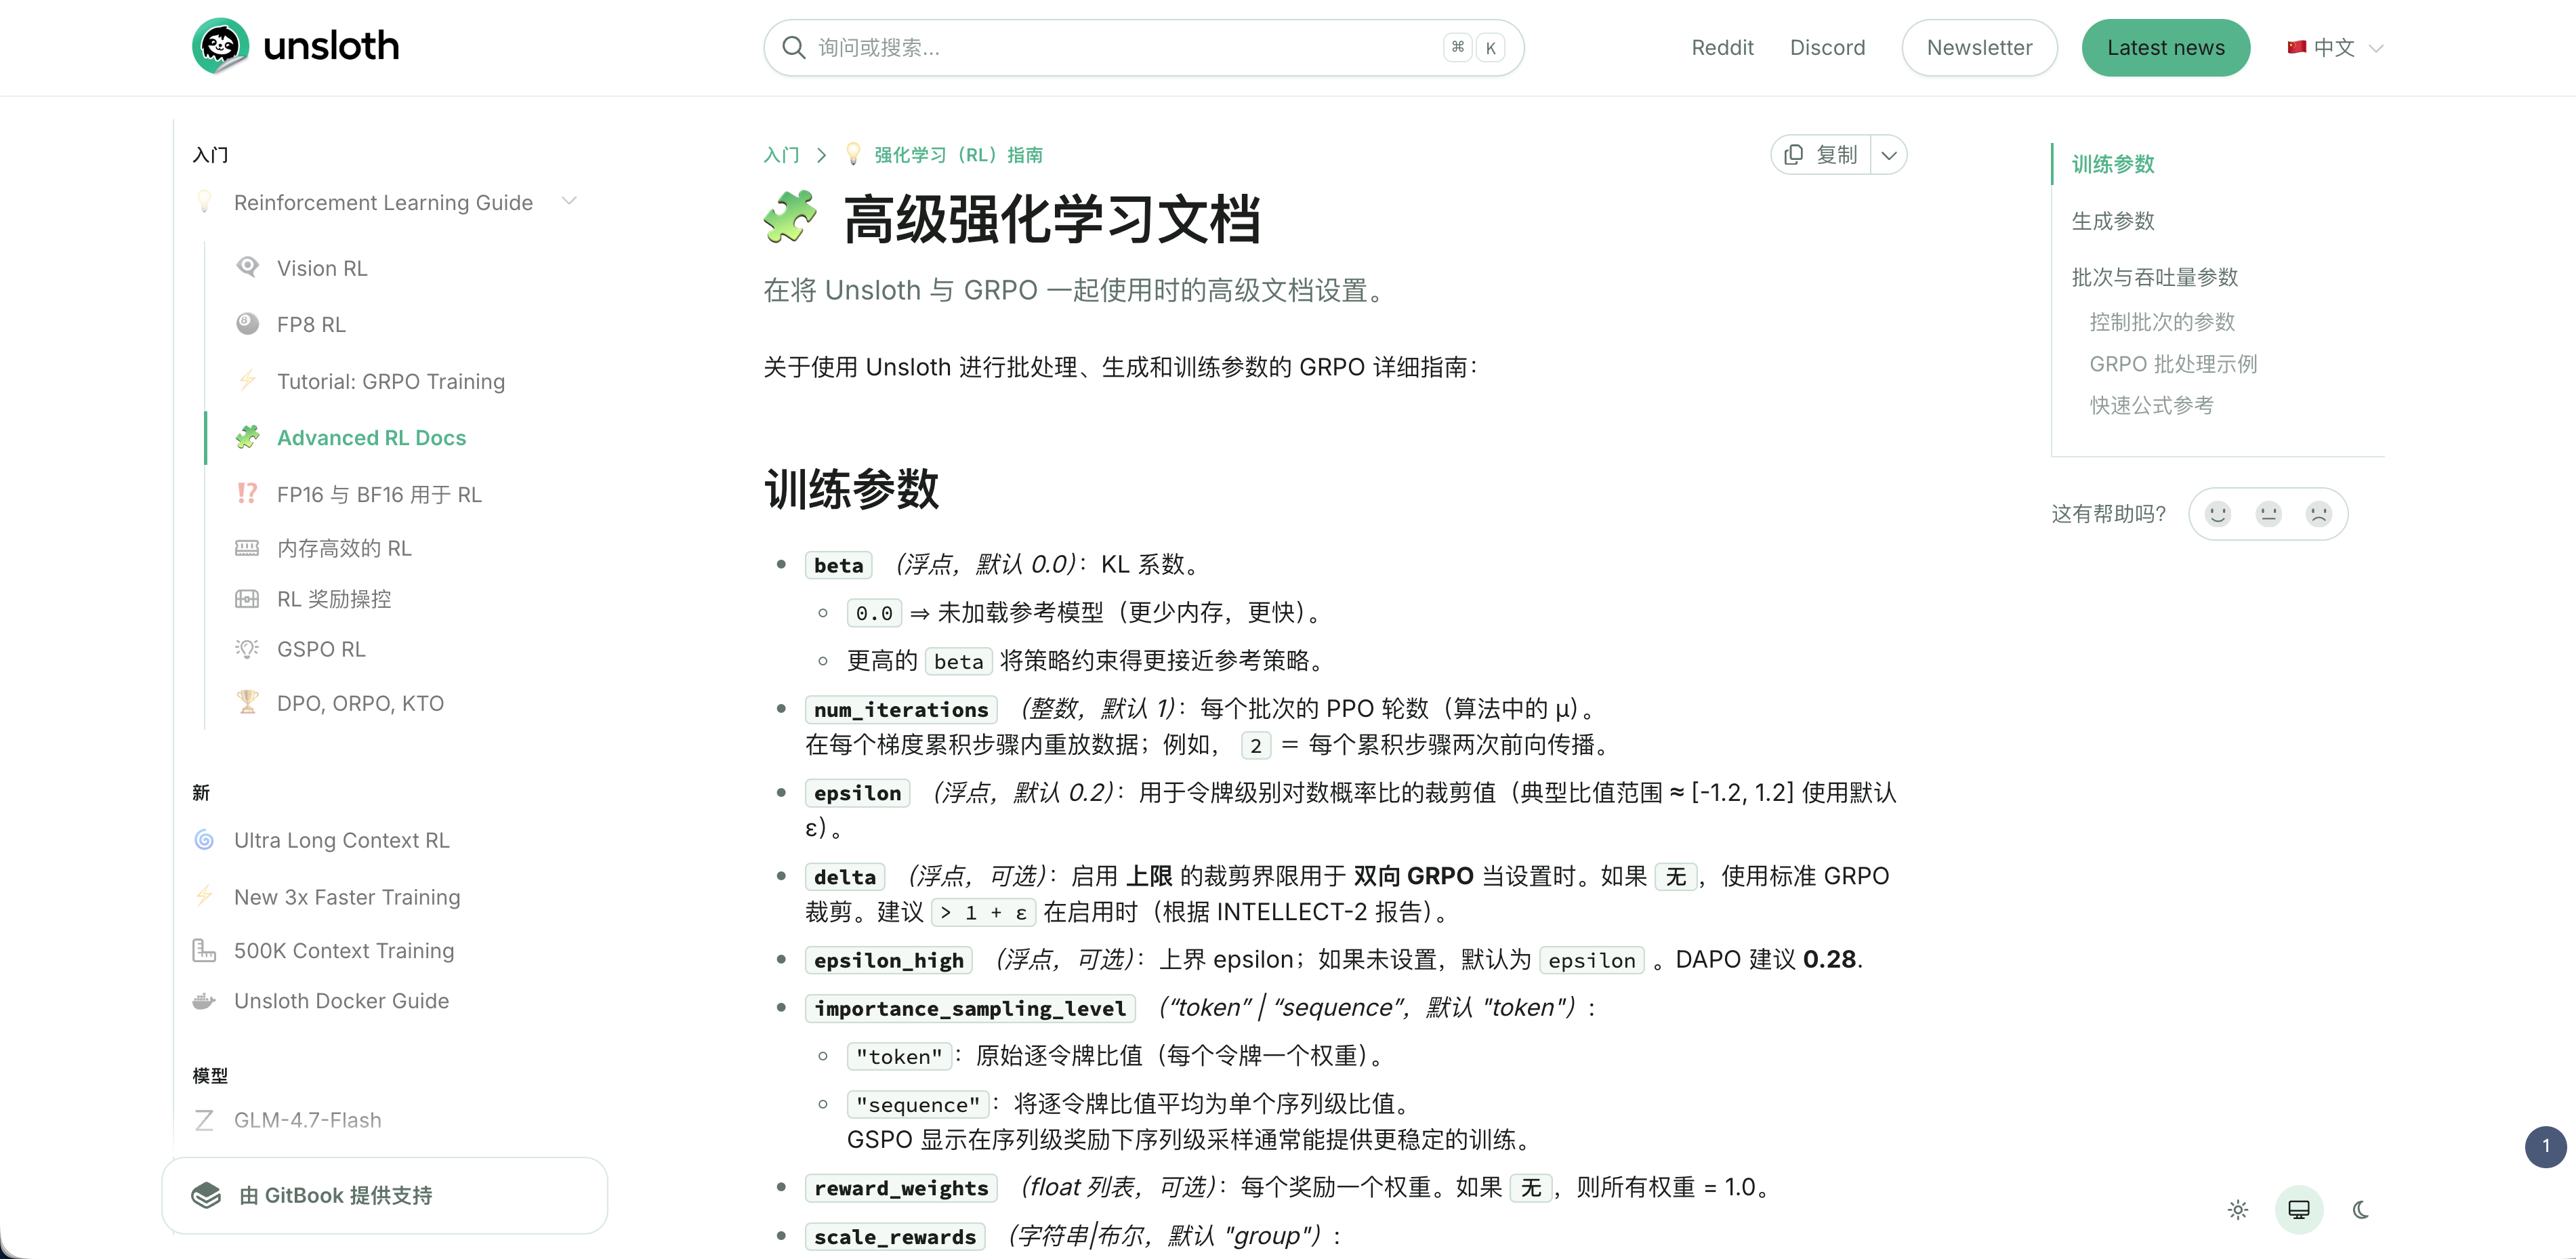 unsloth
询问或搜索...
⌘ K
Reddit
Discord
Newsletter
Latest news
中文
入门
Reinforcement Learning Guide
Vision RL
FP8 RL
Tutorial: GRPO Training
Advanced RL Docs
FP16 与 BF16 用于 RL
内存高效的 RL
RL 奖励操控
GSPO RL
DPO, ORPO, KTO
新
Ultra Long Context RL
New 3x Faster Training
500K Context Training
Unsloth Docker Guide
模型
GLM-4.7-Flash
由 GitBook 提供支持
入门 > 强化学习（RL）指南
复制
高级强化学习文档
在将 Unsloth 与 GRPO 一起使用时的高级文档设置。
关于使用 Unsloth 进行批处理、生成和训练参数的 GRPO 详细指南：
训练参数
beta （浮点，默认 0.0）：KL 系数。
0.0 ⇒ 未加载参考模型（更少内存，更快）。
更高的 beta 将策略约束得更接近参考策略。
num_iterations （整数，默认 1）：每个批次的 PPO 轮数（算法中的 μ）。
在每个梯度累积步骤内重放数据；例如， 2 = 每个累积步骤两次前向传播。
epsilon （浮点，默认 0.2）：用于令牌级别对数概率比的裁剪值（典型比值范围 ≈ [-1.2, 1.2] 使用默认
ε）。
delta （浮点，可选）：启用 上限 的裁剪界限用于 双向 GRPO 当设置时。如果 无，使用标准 GRPO
裁剪。建议 > 1 + ε 在启用时（根据 INTELLECT-2 报告）。
epsilon_high （浮点，可选）：上界 epsilon；如果未设置，默认为 epsilon 。DAPO 建议 0.28.
importance_sampling_level （“token” | “sequence”，默认 "token"）：
"token"：原始逐令牌比值（每个令牌一个权重）。
"sequence"：将逐令牌比值平均为单个序列级比值。
GSPO 显示在序列级奖励下序列级采样通常能提供更稳定的训练。
reward_weights （float 列表，可选）：每个奖励一个权重。如果 无，则所有权重 = 1.0。
scale_rewards （字符串|布尔，默认 "group"）：
训练参数
生成参数
批次与吞吐量参数
控制批次的参数
GRPO 批处理示例
快速公式参考
这有帮助吗?
1